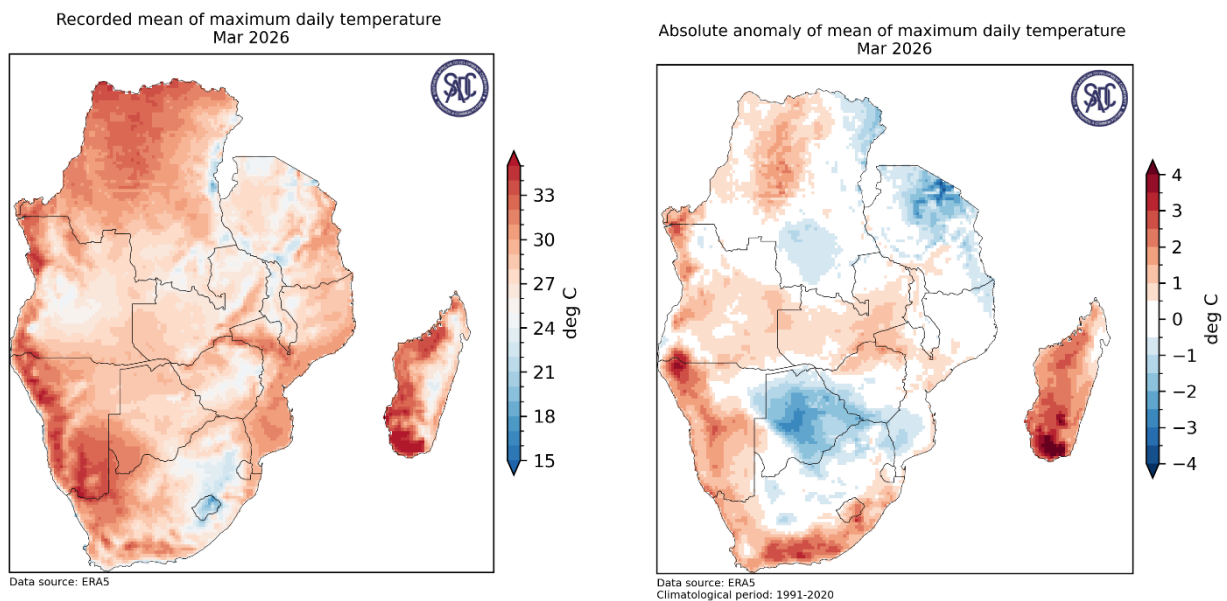 Recorded mean of maximum daily temperature
Mar 2026
SADC
33
30
27
24
21
18
15
deg C
Data source: ERA5
Absolute anomaly of mean of maximum daily temperature
Mar 2026
SADC
4
3
2
1
0
−1
−2
−3
−4
deg C
Data source: ERA5
Climatological period: 1991-2020